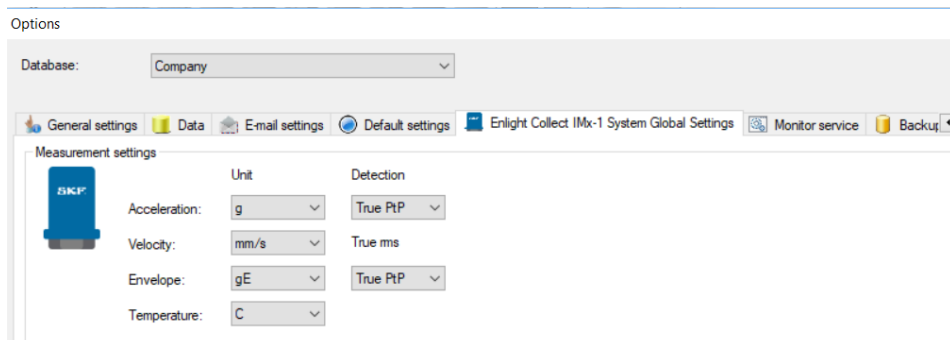 Options
Database: Company
General settings Data E-mail settings Default settings Enlight Collect IMx-1 System Global Settings Monitor service
Measurement settings
Unit Detection
SKF
Acceleration: g True PtP
Velocity: mm/s True rms
Envelope: gE True PtP
Temperature: C